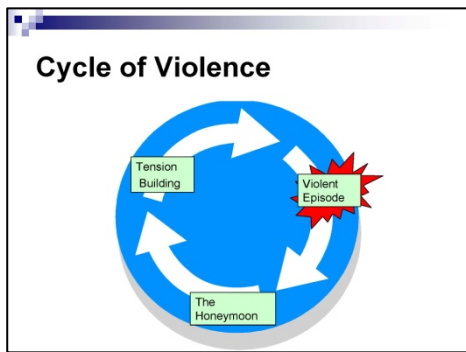 Cycle of Violence
Tension
Building
Violent
Episode
The
Honeymoon